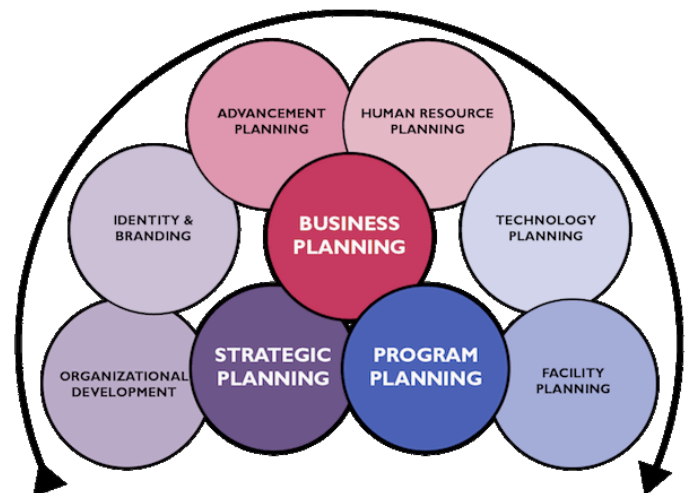 ADVANCEMENT
PLANNING
HUMAN RESOURCE
PLANNING
IDENTITY &
BRANDING
BUSINESS
PLANNING
TECHNOLOGY
PLANNING
ORGANIZATIONAL
DEVELOPMENT
STRATEGIC
PLANNING
PROGRAM
PLANNING
FACILITY
PLANNING